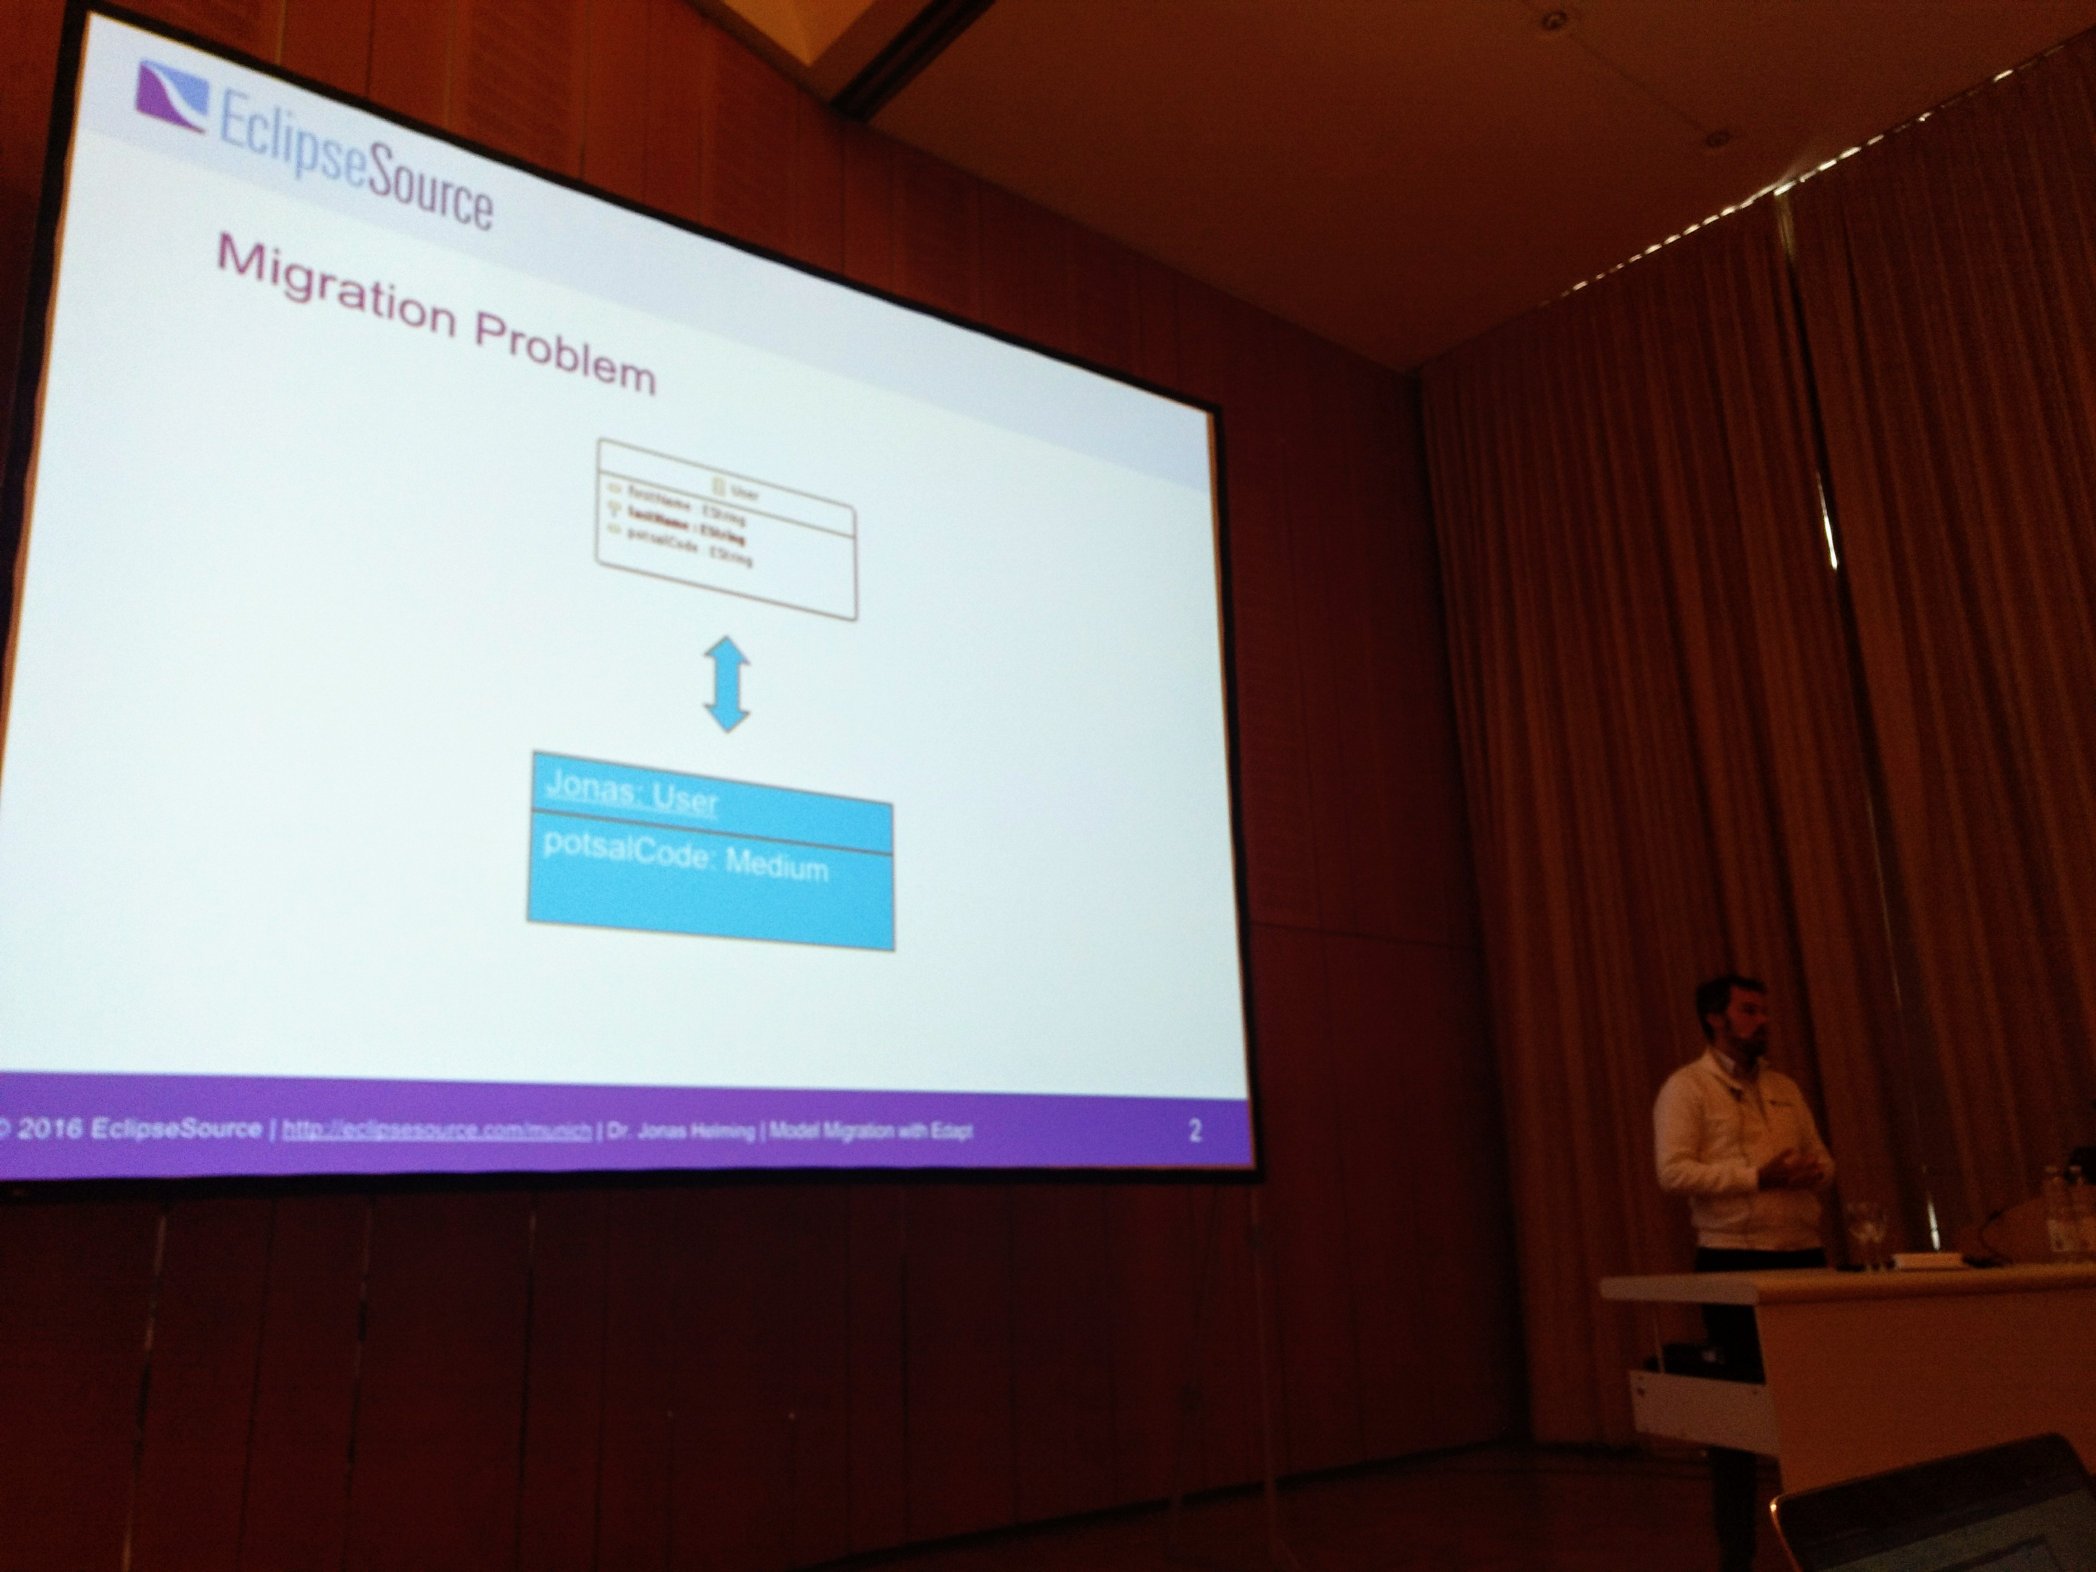 EclipseSource
Migration Problem
User
firstName : EString
lastName : EString
potsalCode : EString
Jonas: User
potsalCode: Medium
© 2016 EclipseSource | http://eclipsesource.com/munich | Dr. Jonas Helming | Model Migration with Edapt
2